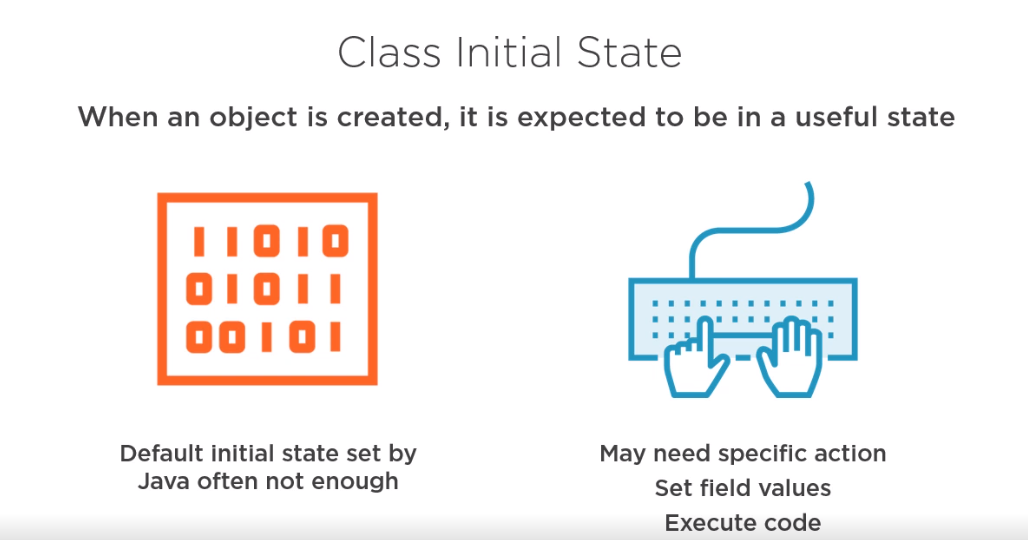 Class Initial State
When an object is created, it is expected to be in a useful state
11010
01011
00101
Default initial state set by
Java often not enough
May need specific action
Set field values
Execute code